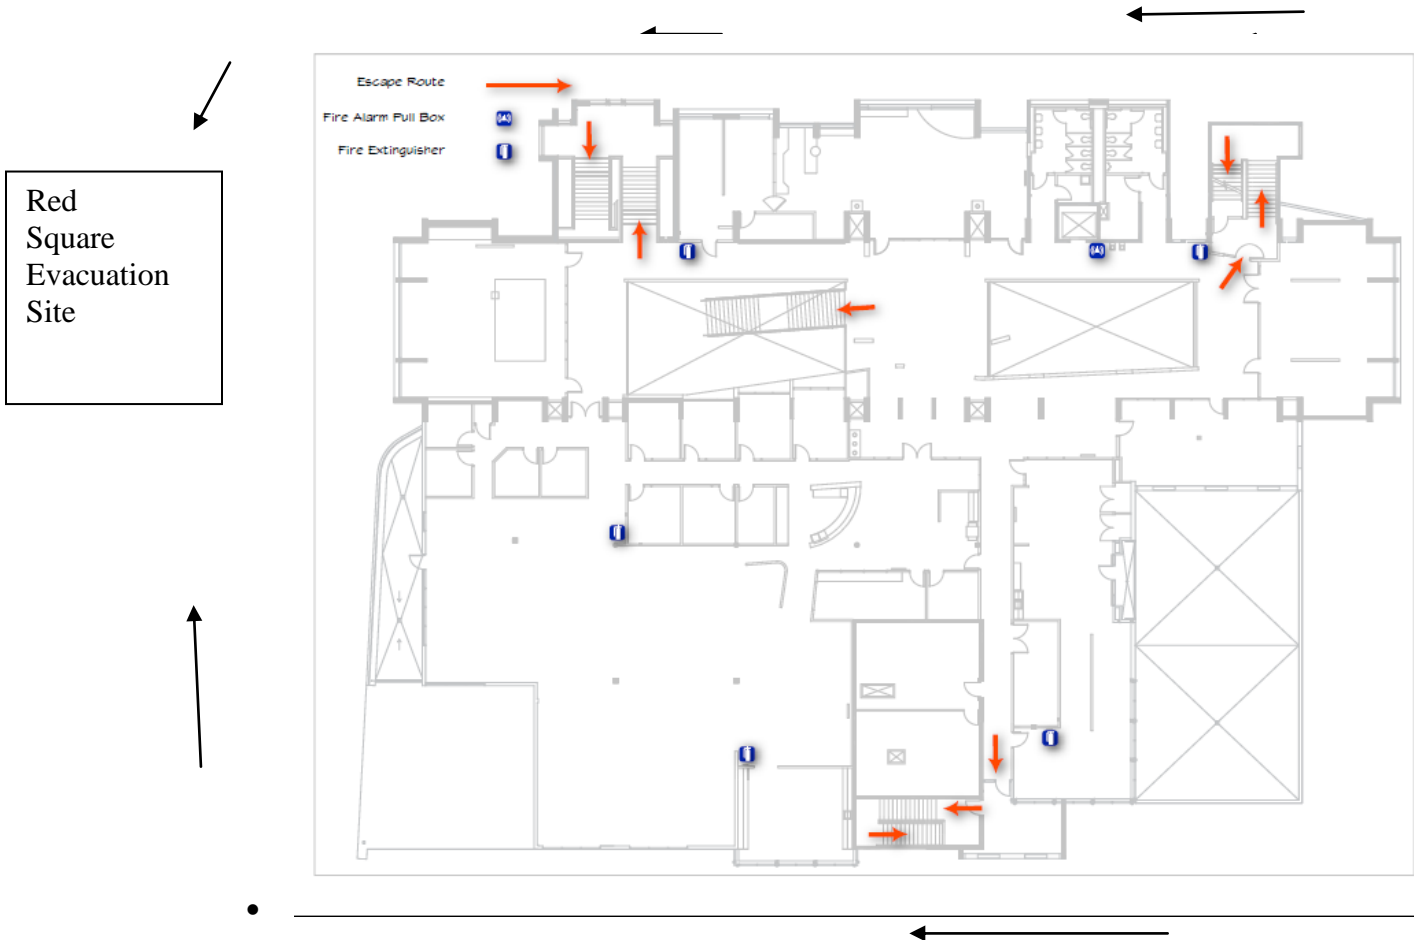 Escape Route
Fire Alarm Pull Box
Fire Extinguisher
Red
Square
Evacuation
Site